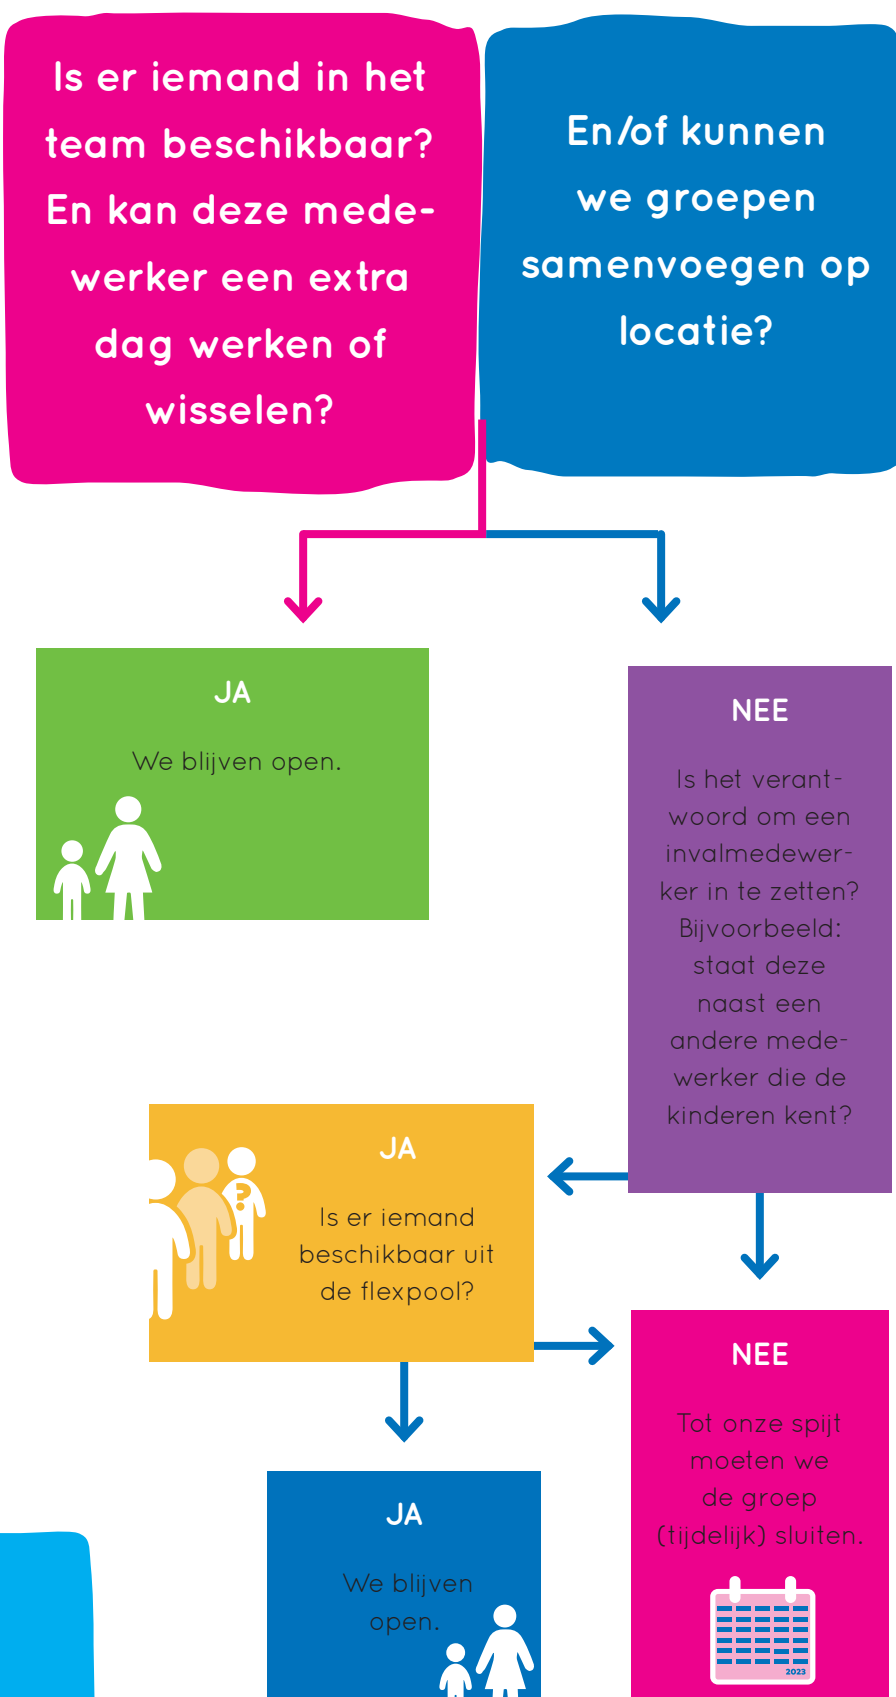 Is er iemand in het
team beschikbaar?
En kan deze mede-
werker een extra
dag werken of
wisselen?
En/of kunnen
we groepen
samenvoegen op
locatie?
JA
We blijven open.
NEE
Is het verant-
woord om een
invalmedewer-
ker in te zetten?
Bijvoorbeeld:
staat deze
naast een
andere mede-
werker die de
kinderen kent?
JA
Is er iemand
beschikbaar uit
de flexpool?
?
NEE
Tot onze spijt
moeten we
de groep
(tijdelijk) sluiten.
2023
JA
We blijven
open.